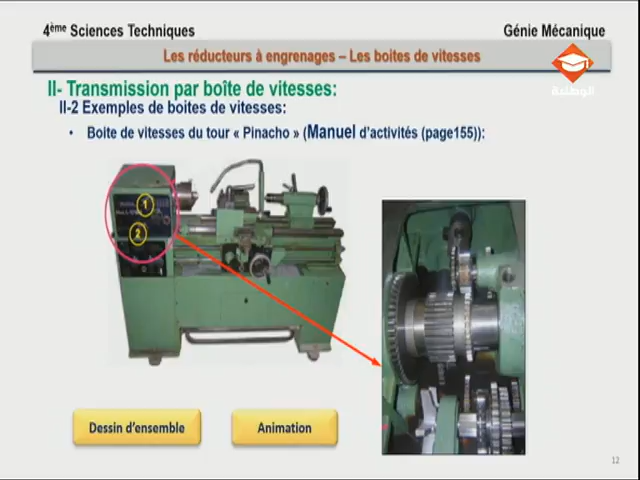 4ème Sciences Techniques
Génie Mécanique
Les réducteurs à engrenages – Les boites de vitesses
الوطنية
II- Transmission par boîte de vitesses:
II-2 Exemples de boites de vitesses:
• Boite de vitesses du tour « Pinacho » (Manuel d'activités (page155)):
1
2
Dessin d'ensemble
Animation
12